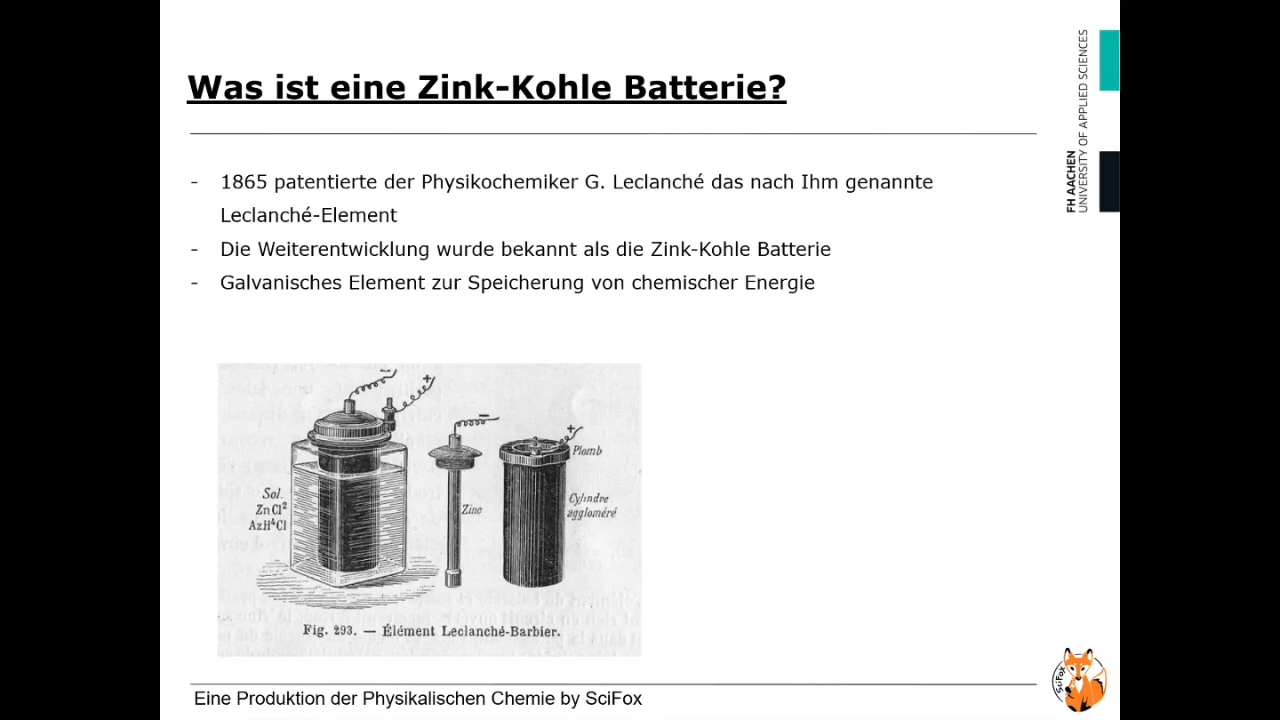 Was ist eine Zink-Kohle Batterie?
FH AACHEN
UNIVERSITY OF APPLIED SCIENCES
- 1865 patentierte der Physikochemiker G. Leclanché das nach Ihm genannte
Leclanché-Element
- Die Weiterentwicklung wurde bekannt als die Zink-Kohle Batterie
- Galvanisches Element zur Speicherung von chemischer Energie
- +
- +
Plomb
Sol.
ZnCl²
AzH⁴Cl
Zinc
Cylindre
aggloméré
Fig. 293. — Élément Leclanché-Barbier.
Eine Produktion der Physikalischen Chemie by SciFox
SciFox